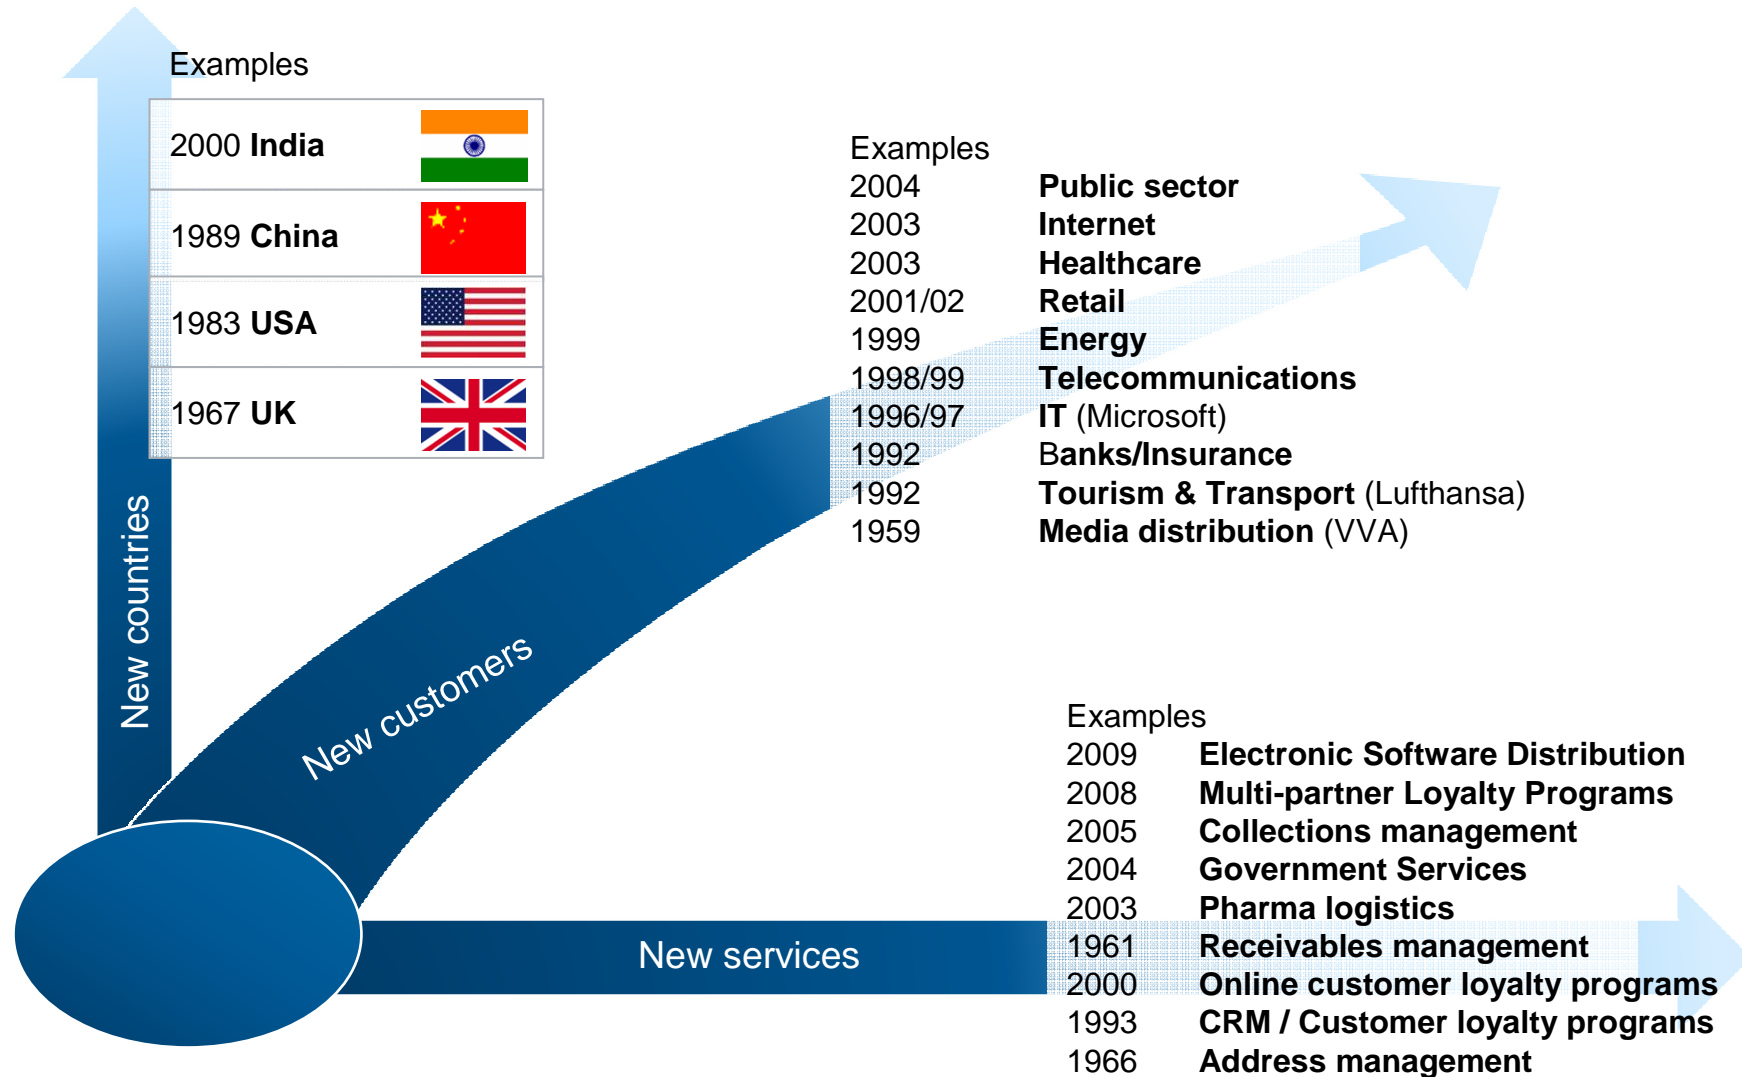 Examples
2000 India
1989 China
1983 USA
1967 UK
New countries
Examples
2004 Public sector
2003 Internet
2003 Healthcare
2001/02 Retail
1999 Energy
1998/99 Telecommunications
1996/97 IT (Microsoft)
1992 Banks/Insurance
1992 Tourism & Transport (Lufthansa)
1959 Media distribution (VVA)
New customers
Examples
2009 Electronic Software Distribution
2008 Multi-partner Loyalty Programs
2005 Collections management
2004 Government Services
2003 Pharma logistics
1961 Receivables management
2000 Online customer loyalty programs
1993 CRM / Customer loyalty programs
1966 Address management
New services